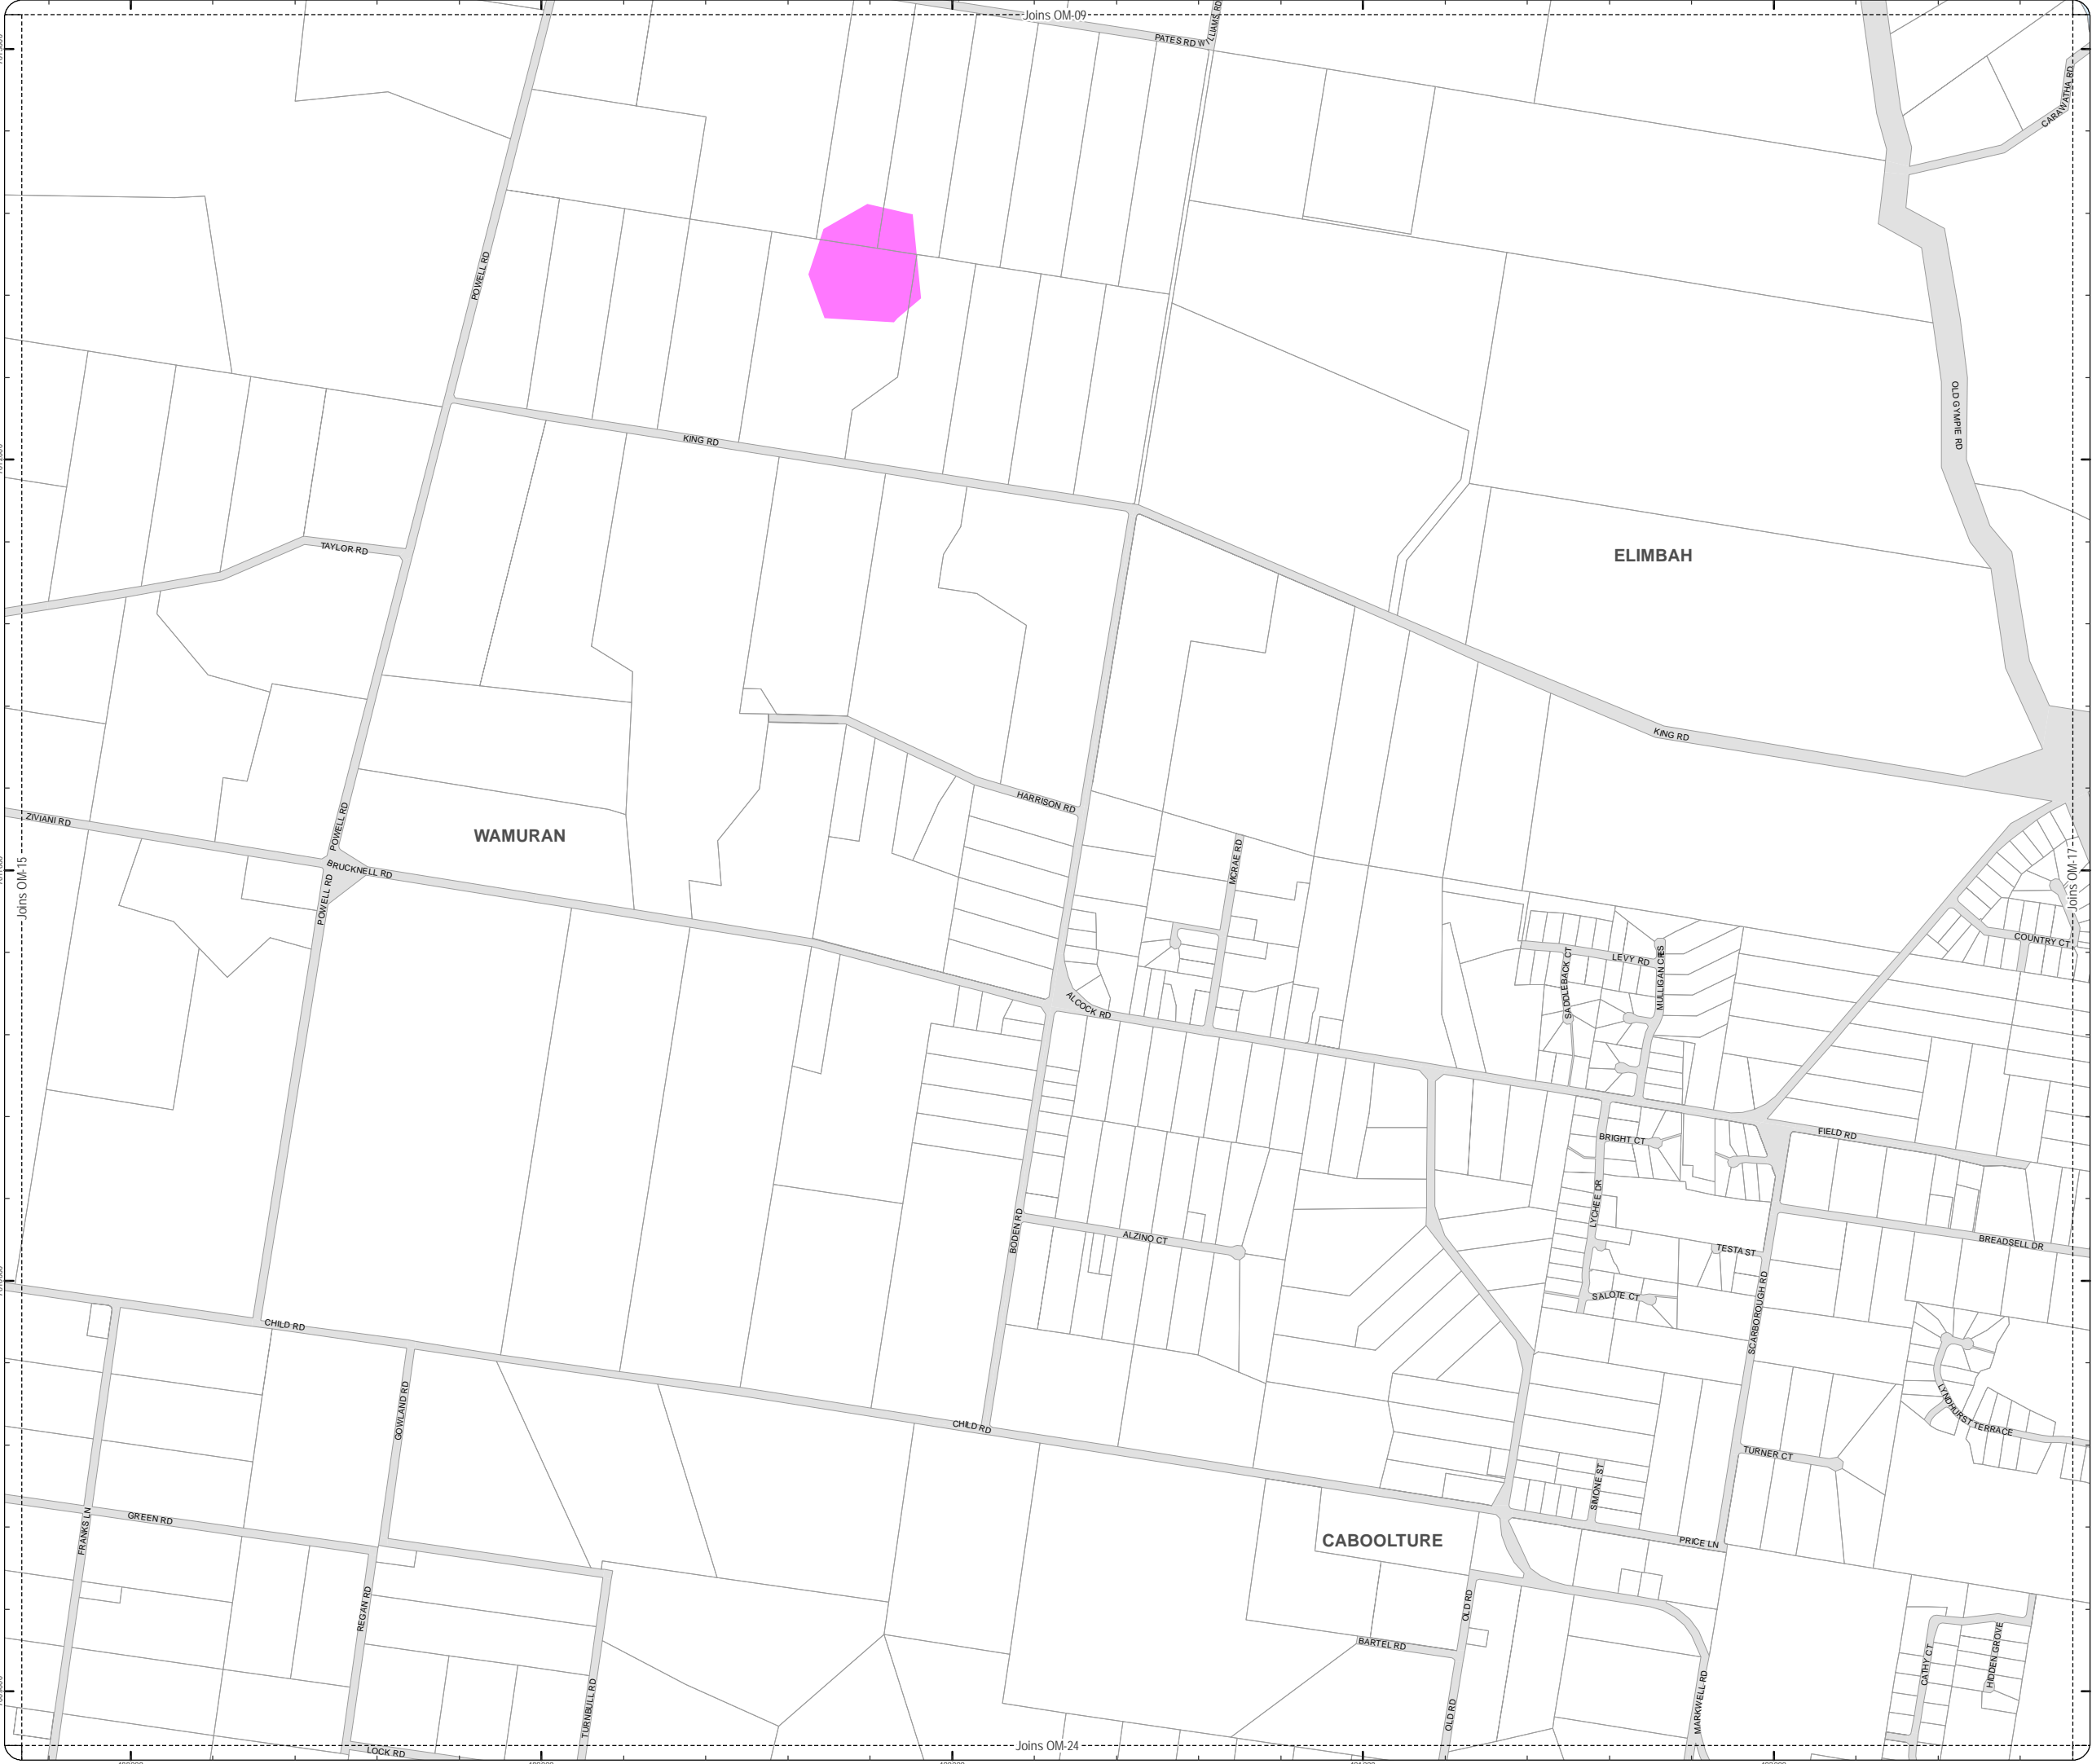 Joins OM-09
PATES RD
WILLIAMS RD
CARAWATHA RD
POWELL RD
OLD GYMPIE RD
KING RD
TAYLOR RD
ELIMBAH
KING RD
HARRISON RD
ZIVIANI RD
POWELL RD
WAMURAN
MCRAE RD
BRUCKNELL RD
Joins OM-15
Joins OM-17
POWELL RD
COUNTRY CT
LEVY RD
SADDLEBACK CT
MULLIGAN CRES
ALCOCK RD
BRIGHT CT
FIELD RD
LYCHEE DR
BODEN RD
ALZINO CT
TESTA ST
BREADSELL DR
SALOTE CT
SCARBOROUGH RD
CHILD RD
GOWLAND RD
LYNDHURST TERRACE
CHILD RD
TURNER CT
SIMONE ST
FRANKS LN
GREEN RD
CABOOLTURE
PRICE LN
REGAN RD
OLD RD
BARTEL RD
CATHY CT
HIDDEN GROVE
TURNBULL RD
OLD RD
MARKWELL RD
LOCK RD
Joins OM-24